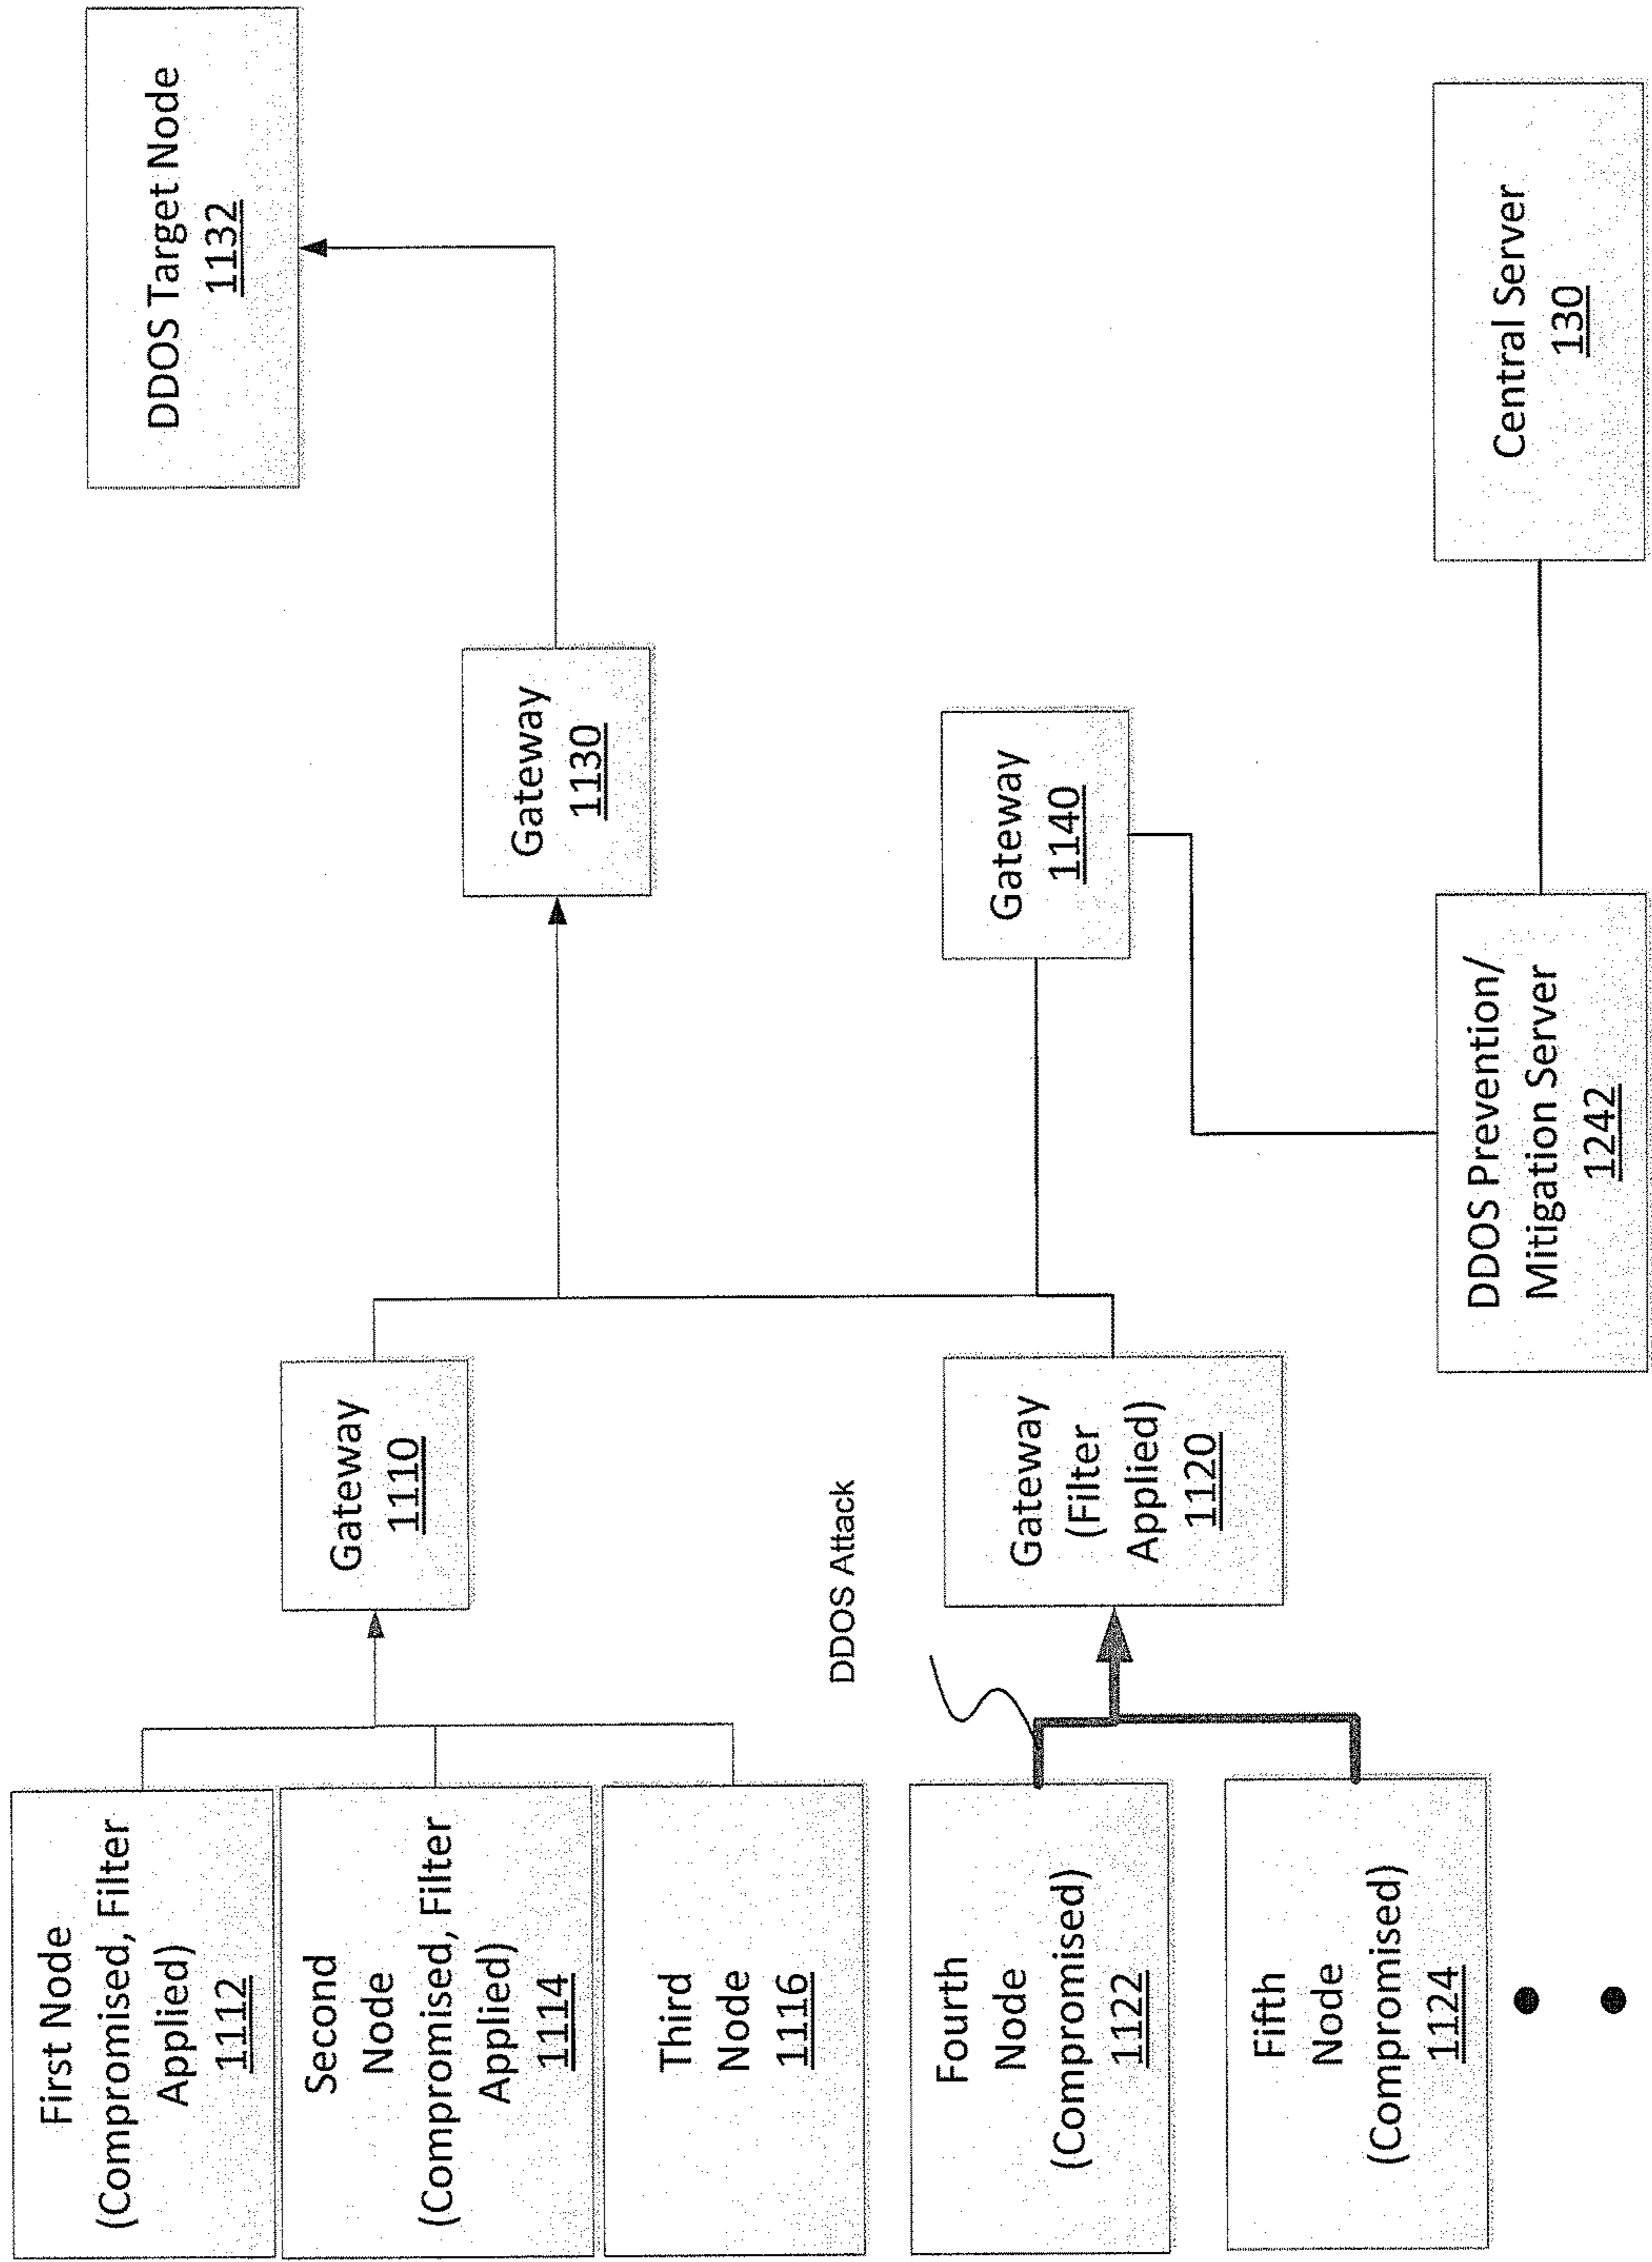 First Node
(Compromised, Filter
Applied)
1112
Second
Node
(Compromised, Filter
Applied)
1114
Third
Node
1116
Fourth
Node
(Compromised)
1122
Fifth
Node
(Compromised)
1124
DDOS Attack
Gateway
1110
Gateway
(Filter
Applied)
1120
Gateway
1130
Gateway
1140
DDOS Target Node
1132
DDOS Prevention/
Mitigation Server
1242
Central Server
130